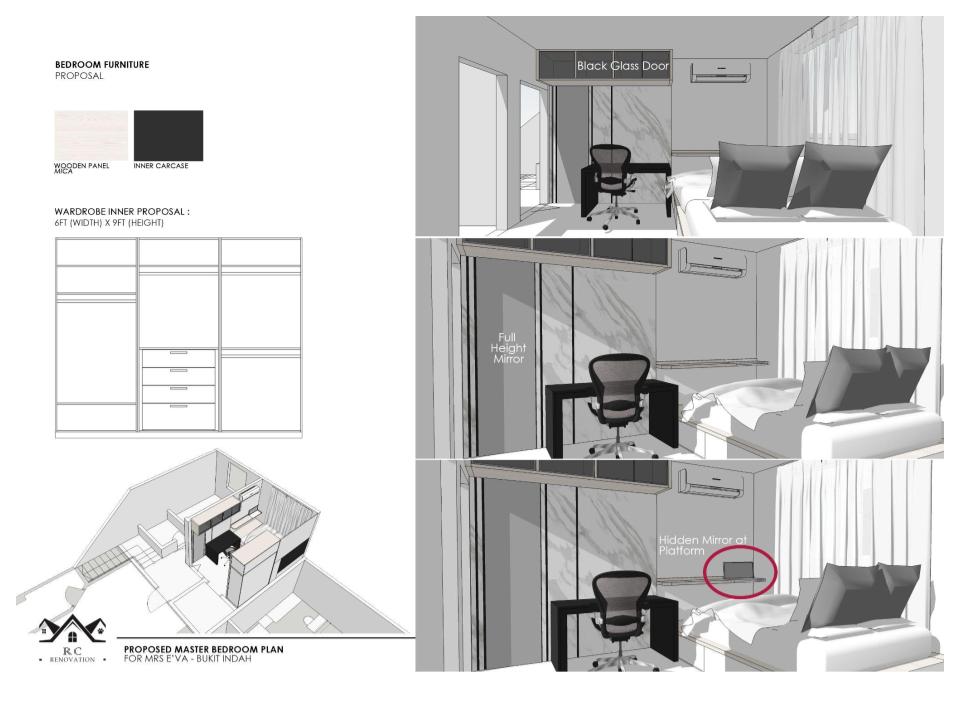 BEDROOM FURNITURE
PROPOSAL
WOODEN PANEL
MICA
INNER CARCASE
WARDROBE INNER PROPOSAL :
6FT (WIDTH) X 9FT (HEIGHT)
RC
RENOVATION
PROPOSED MASTER BEDROOM PLAN
FOR MRS E'VA - BUKIT INDAH
Black Glass Door
Full
Height
Mirror
Hidden Mirror at
Platform